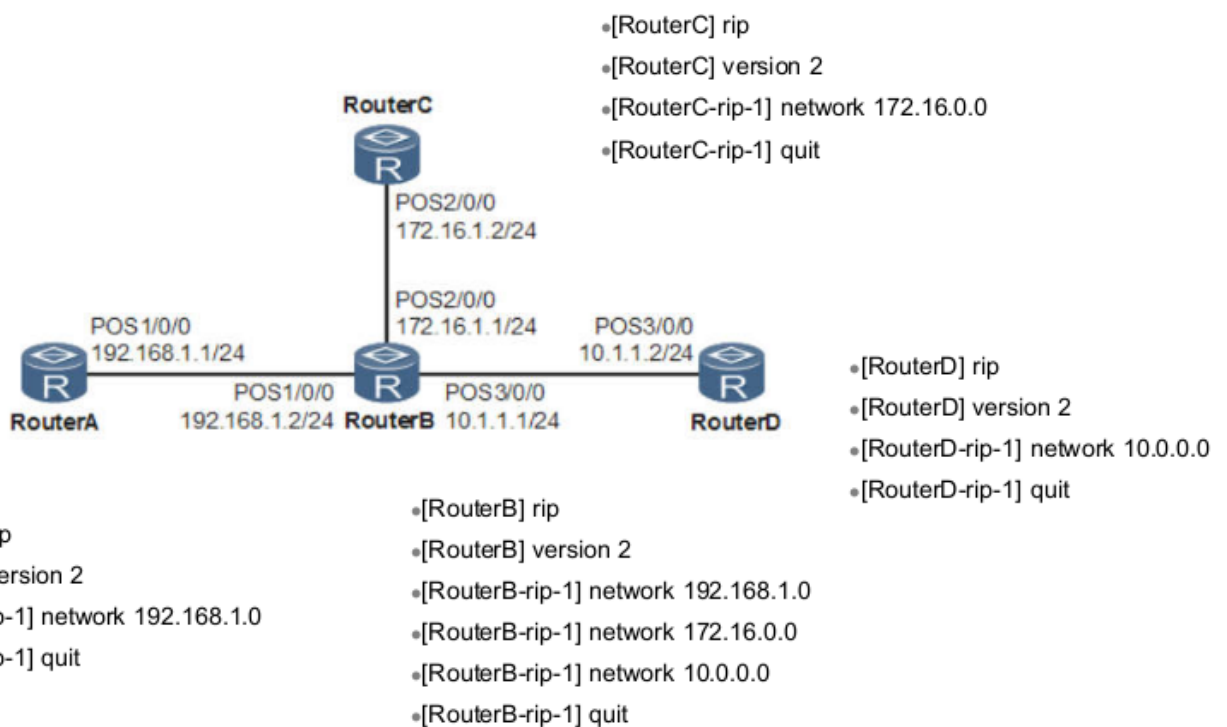 •[RouterC] rip
•[RouterC] version 2
•[RouterC-rip-1] network 172.16.0.0
•[RouterC-rip-1] quit
RouterC
R
POS2/0/0
172.16.1.2/24
POS2/0/0
172.16.1.1/24
POS1/0/0
192.168.1.1/24
POS3/0/0
10.1.1.2/24
R
R
R
POS1/0/0
192.168.1.2/24
POS3/0/0
10.1.1.1/24
RouterA
RouterB
RouterD
•[RouterD] rip
•[RouterD] version 2
•[RouterD-rip-1] network 10.0.0.0
•[RouterD-rip-1] quit
p
ersion 2
-1] network 192.168.1.0
-1] quit
•[RouterB] rip
•[RouterB] version 2
•[RouterB-rip-1] network 192.168.1.0
•[RouterB-rip-1] network 172.16.0.0
•[RouterB-rip-1] network 10.0.0.0
•[RouterB-rip-1] quit